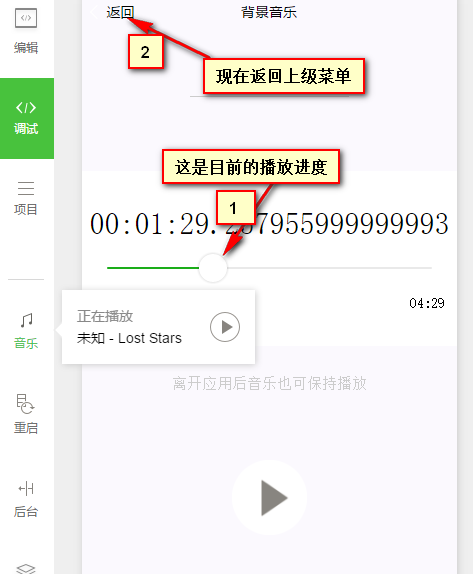 返回
背景音乐
编辑
2
现在返回上级菜单
调试
这是目前的播放进度
项目
1
00:01:29.257955999999993
04:29
正在播放
未知 - Lost Stars
音乐
离开应用后音乐也可保持播放
重启
后台